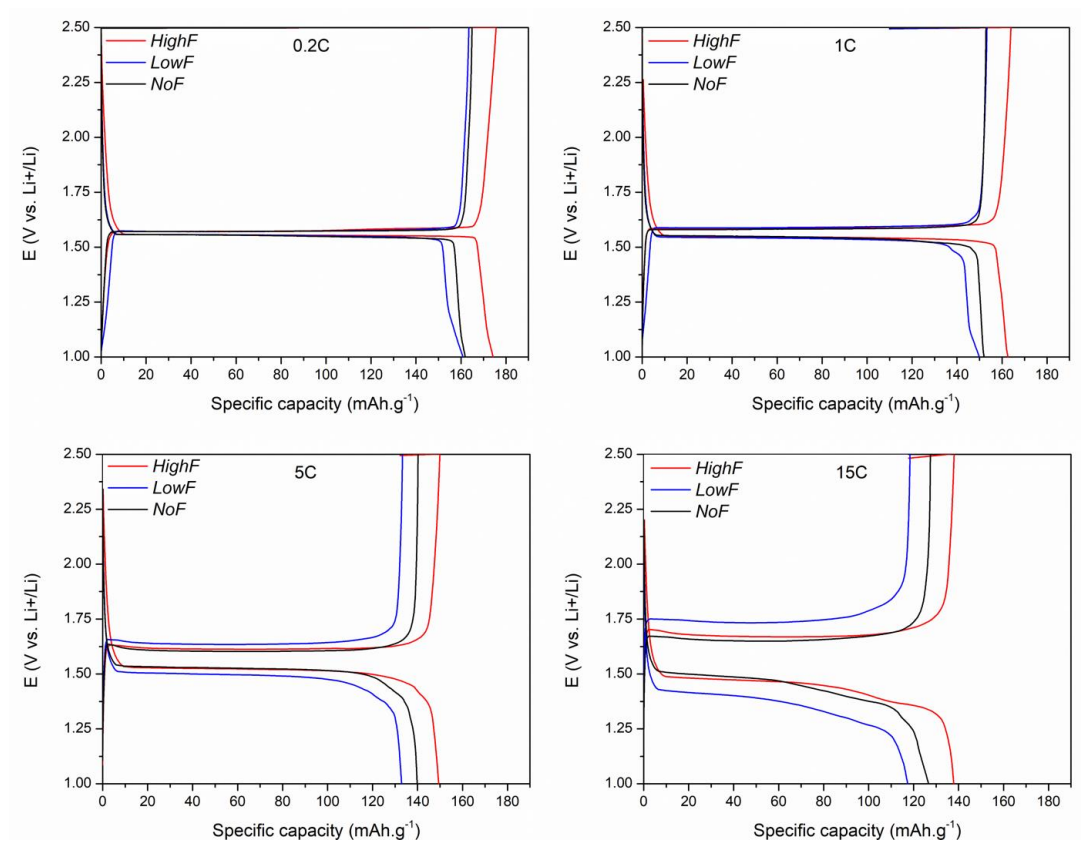 2.50
2.25
2.00
1.75
1.50
1.25
1.00
E (V vs. Li+/Li)
HighF
LowF
NoF
0.2C
0 20 40 60 80 100 120 140 160 180
Specific capacity (mAh.g⁻¹)
2.50
2.25
2.00
1.75
1.50
1.25
1.00
E (V vs. Li+/Li)
HighF
LowF
NoF
1C
0 20 40 60 80 100 120 140 160 180
Specific capacity (mAh.g⁻¹)
2.50
2.25
2.00
1.75
1.50
1.25
1.00
E (V vs. Li+/Li)
HighF
LowF
NoF
5C
0 20 40 60 80 100 120 140 160 180
Specific capacity (mAh.g⁻¹)
2.50
2.25
2.00
1.75
1.50
1.25
1.00
E (V vs. Li+/Li)
HighF
LowF
NoF
15C
0 20 40 60 80 100 120 140 160 180
Specific capacity (mAh.g⁻¹)